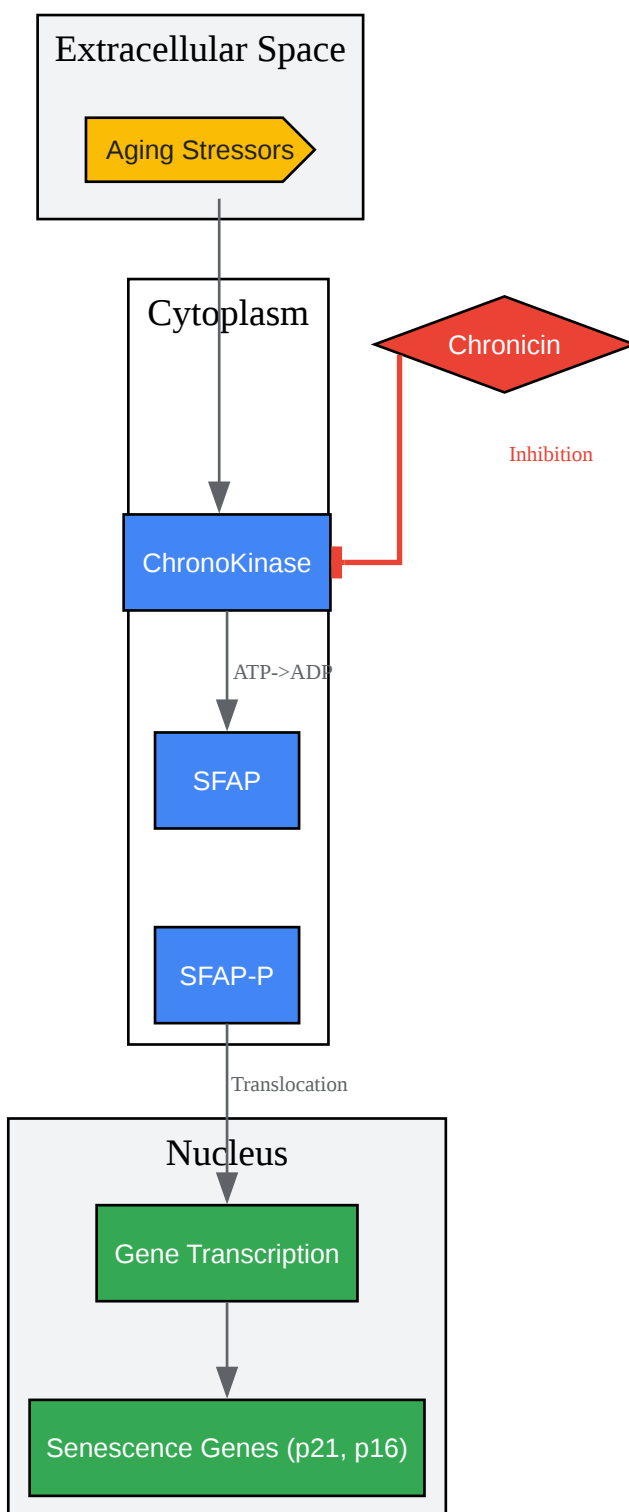 Extracellular Space
Aging Stressors
Cytoplasm
Chronicin
Inhibition
ChronoKinase
ATP->ADP
SFAP
SFAP-P
Translocation
Nucleus
Gene Transcription
Senescence Genes (p21, p16)